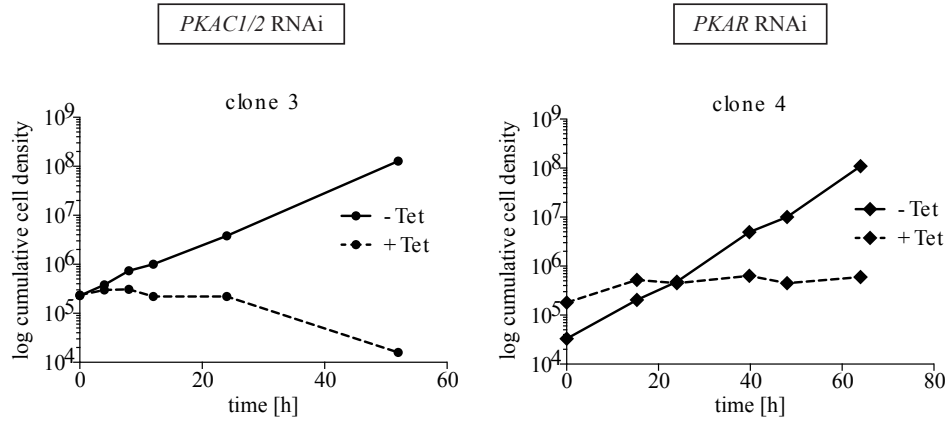 PKAC1/2 RNAi
PKAR RNAi
clone 3
log cumulative cell density
10⁹
10⁸
10⁷
10⁶
10⁵
10⁴
0
20
40
60
time [h]
- Tet
+ Tet
clone 4
log cumulative cell density
10⁹
10⁸
10⁷
10⁶
10⁵
10⁴
0
20
40
60
80
time [h]
- Tet
+ Tet